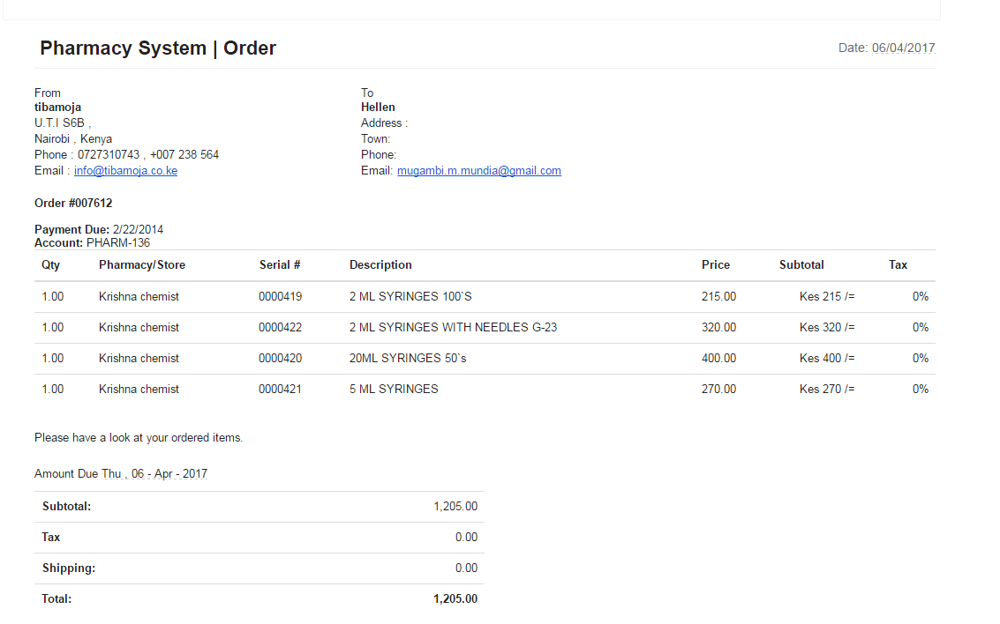 Pharmacy System | Order
Date: 06/04/2017
From
tibamoja
U.T.I S6B ,
Nairobi , Kenya
Phone : 0727310743 , +007 238 564
Email : info@tibamoja.co.ke
To
Hellen
Address :
Town:
Phone:
Email: mugambi.m.mundia@gmail.com
Order #007612
Payment Due: 2/22/2014
Account: PHARM-136
Qty Pharmacy/Store Serial # Description Price Subtotal Tax
1.00 Krishna chemist 0000419 2 ML SYRINGES 100`S 215.00 Kes 215 /= 0%
1.00 Krishna chemist 0000422 2 ML SYRINGES WITH NEEDLES G-23 320.00 Kes 320 /= 0%
1.00 Krishna chemist 0000420 20ML SYRINGES 50`s 400.00 Kes 400 /= 0%
1.00 Krishna chemist 0000421 5 ML SYRINGES 270.00 Kes 270 /= 0%
Please have a look at your ordered items.
Amount Due Thu , 06 - Apr - 2017
Subtotal: 1,205.00
Tax 0.00
Shipping: 0.00
Total: 1,205.00